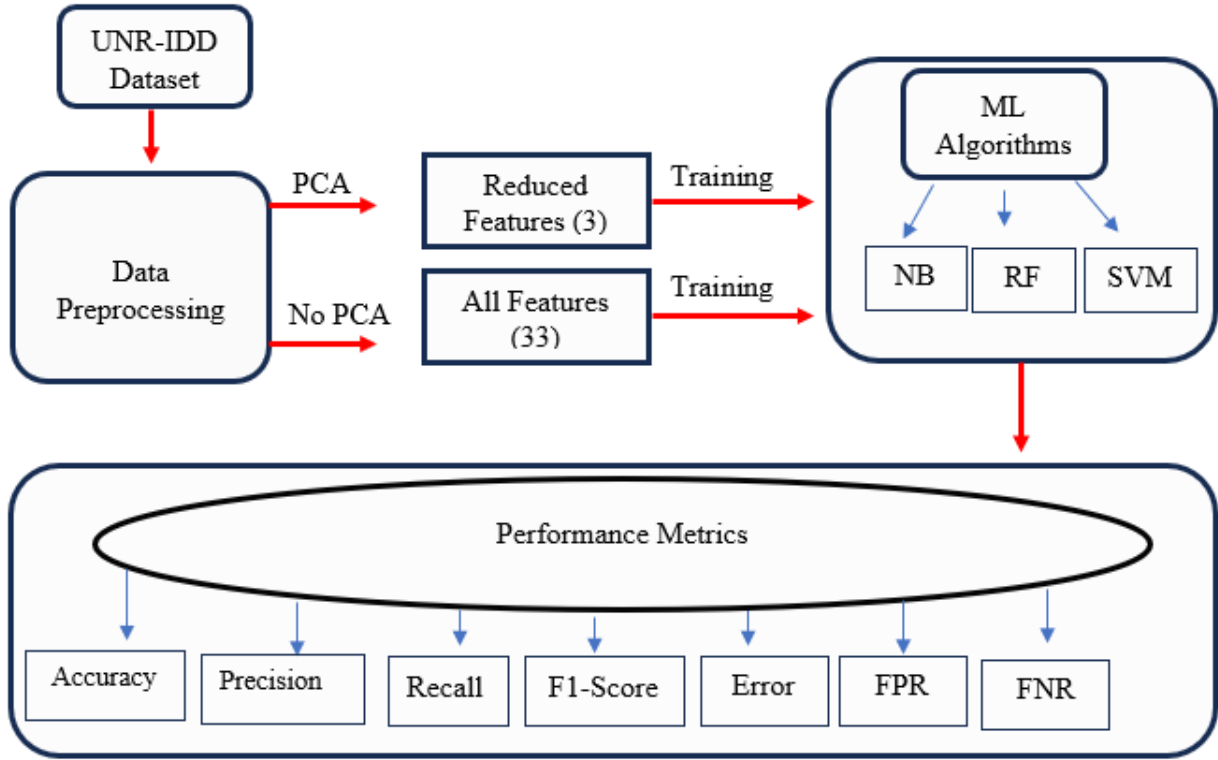 UNR-IDD
Dataset
ML
Algorithms
PCA
Reduced
Features (3)
Training
Data
Preprocessing
NB
RF
SVM
No PCA
All Features
(33)
Training
Performance Metrics
Accuracy
Precision
Recall
F1-Score
Error
FPR
FNR